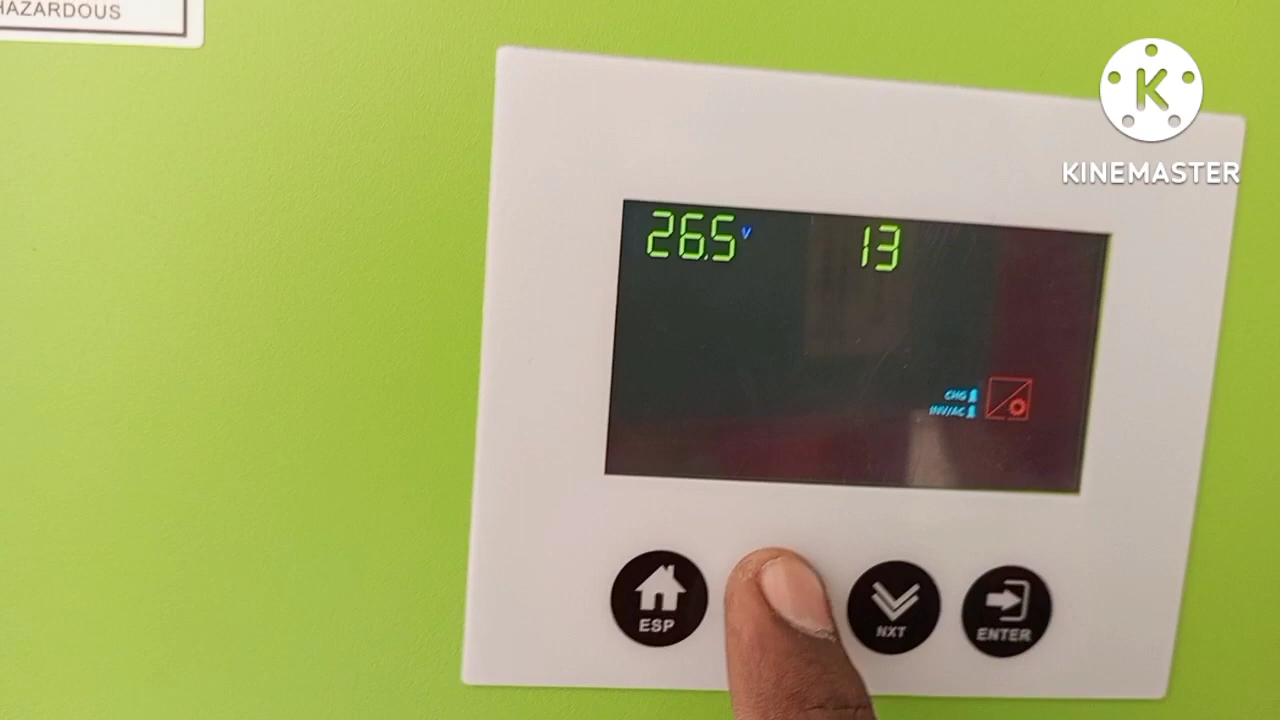 HAZARDOUS
K
KINEMASTER
26.5 V 13
CHG
INV/AC
ESP
NXT
ENTER